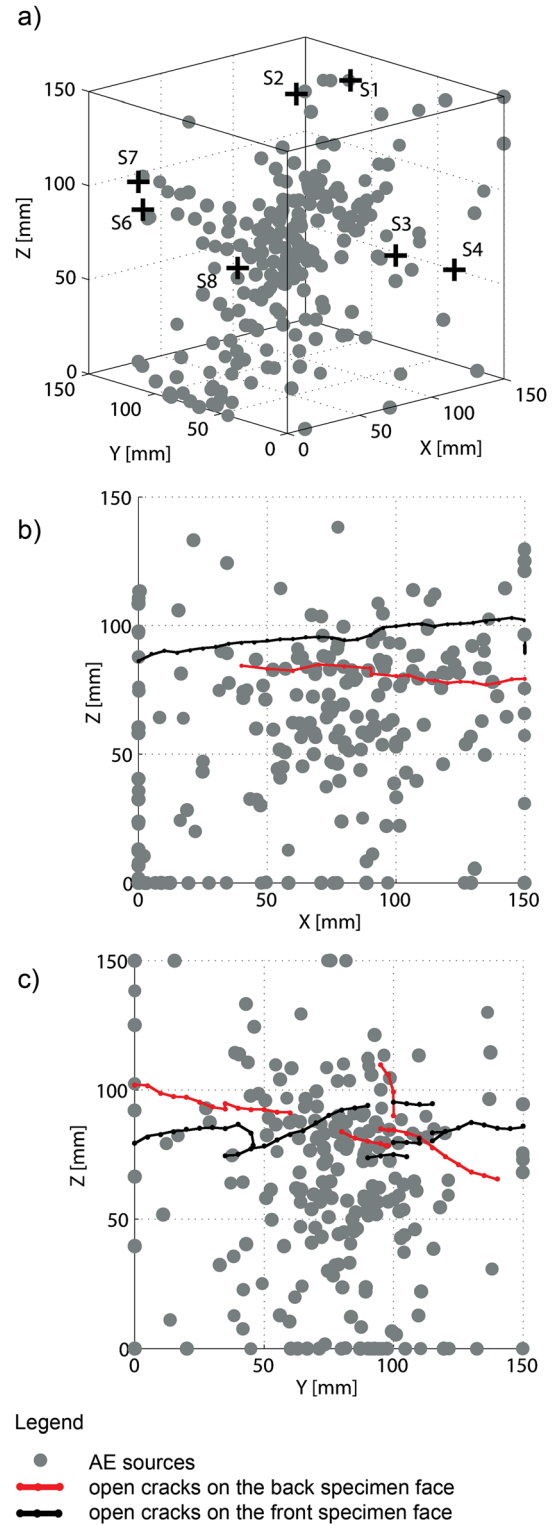 a)
150
S2
S1
S7
100
S6
S3
S4
Z [mm]
50
S8
0
150
150
100
100
50
50
Y [mm]
0
0
X [mm]
b)
150
100
Z [mm]
50
0
0
50
100
150
X [mm]
c)
150
100
Z [mm]
50
0
0
50
100
150
Y [mm]
Legend
AE sources
open cracks on the back specimen face
open cracks on the front specimen face